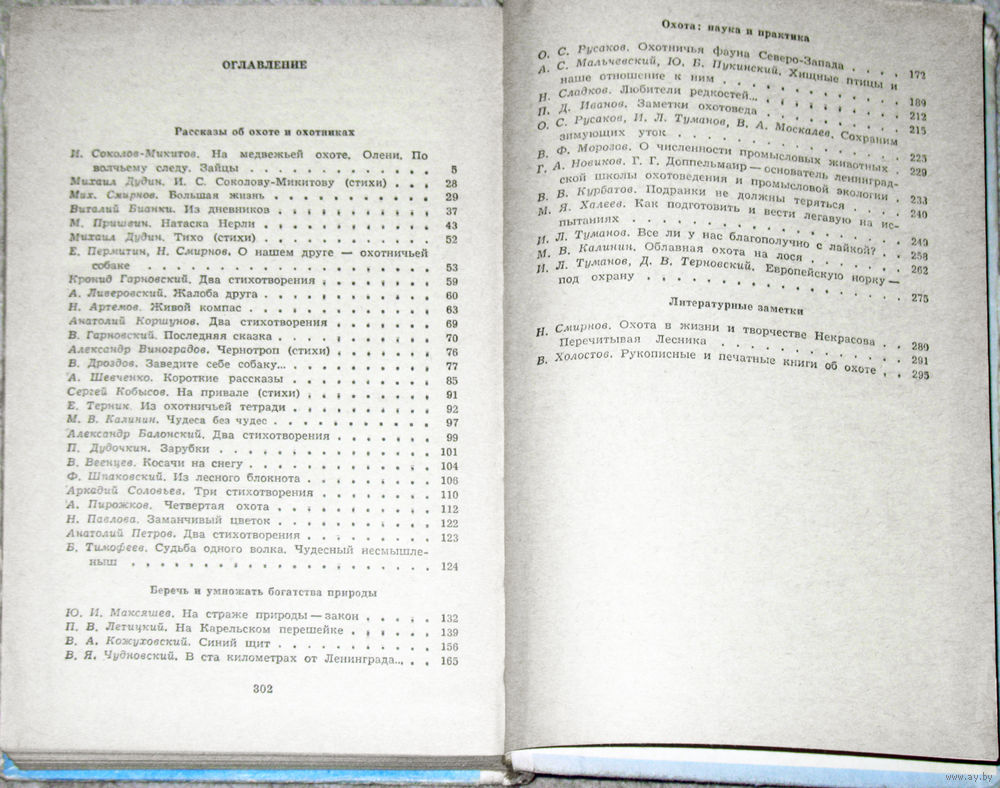 ОГЛАВЛЕНИЕ
Рассказы об охоте и охотниках
И. Соколов-Микитов. На медвежьей охоте. Олени. По
волчьему следу. Зайцы . . . . . . . . . . . 5
Михаил Дудин. И. С. Соколову-Микитову (стихи) . . . 28
Мих. Смирнов. Большая жизнь . . . . . . . . . 29
Виталий Бианки. Из дневников . . . . . . . . . 37
М. Пришвин. Натаска Нерли . . . . . . . . . . 43
Михаил Дудин. Тихо (стихи) . . . . . . . . . . 52
Е. Пермитин, Н. Смирнов. О нашем друге — охотничьей
собаке . . . . . . . . . . . . . . . . . 53
Кронид Гарновский. Два стихотворения . . . . . . 59
А. Ливеровский. Жалоба друга . . . . . . . . . 60
Н. Артемов. Живой компас . . . . . . . . . . 63
Анатолий Коршунов. Два стихотворения . . . . . . 69
В. Гарновский. Последняя сказка . . . . . . . . 70
Александр Виноградов. Чернотроп (стихи) . . . . . 76
В. Дроздов. Заведите себе собаку... . . . . . . . 77
А. Шевченко. Короткие рассказы . . . . . . . . 85
Сергей Кобысов. На привале (стихи) . . . . . . . 91
Е. Терник. Из охотничьей тетради . . . . . . . . 92
М. В. Калинин. Чудеса без чудес . . . . . . . . . 97
Александр Балонский. Два стихотворения . . . . . 99
П. Дудочкин. Зарубки . . . . . . . . . . . . 101
В. Веенцев. Косачи на снегу . . . . . . . . . . 104
Ф. Шпаковский. Из лесного блокнота . . . . . . . 106
Аркадий Соловьев. Три стихотворения . . . . . . 110
А. Пирожков. Четвертая охота . . . . . . . . . 112
Н. Павлова. Заманчивый цветок . . . . . . . . . 122
Анатолий Петров. Два стихотворения . . . . . . . 123
Б. Тимофеев. Судьба одного волка. Чудесный несмышле-
ныш . . . . . . . . . . . . . . . . . . 124
Беречь и умножать богатства природы
Ю. И. Максяшев. На страже природы — закон . . . . . 132
П. В. Летицкий. На Карельском перешейке . . . . . . 139
В. А. Кожуховский. Синий щит . . . . . . . . . 156
В. Я. Чудновский. В ста километрах от Ленинграда... . . 165
302
Охота: наука и практика
О. С. Русаков. Охотничья фауна Северо-Запада . . . . 172
А. С. Мальчевский, Ю. Б. Пукинский. Хищные птицы и
наше отношение к ним . . . . . . . . . . . 189
Н. Сладков. Любители редкостей... . . . . . . . . 212
П. Д. Иванов. Заметки охотоведа . . . . . . . . . 215
О. С. Русаков, И. Л. Туманов, В. А. Москалев. Сохраним
зимующих уток . . . . . . . . . . . . . . 225
В. Ф. Морозов. О численности промысловых животных . . 229
Г. А. Новиков. Г. Г. Доппельмаир — основатель ленинград-
ской школы охотоведения и промысловой экологии . . 233
В. В. Курбатов. Подранки не должны теряться . . . . 240
М. Я. Халеев. Как подготовить и вести легавую на ис-
пытаниях . . . . . . . . . . . . . . . . 249
И. Л. Туманов. Все ли у нас благополучно с лайкой? . . 258
М. В. Калинин. Облавная охота на лося . . . . . . 262
И. Л. Туманов, Д. В. Терновский. Европейскую норку —
под охрану . . . . . . . . . . . . . . . 275
Литературные заметки
Н. Смирнов. Охота в жизни и творчестве Некрасова . . 280
Перечитывая Лесника . . . . . . . . . . . 291
В. Холостов. Рукописные и печатные книги об охоте . . 295
www.ay.by